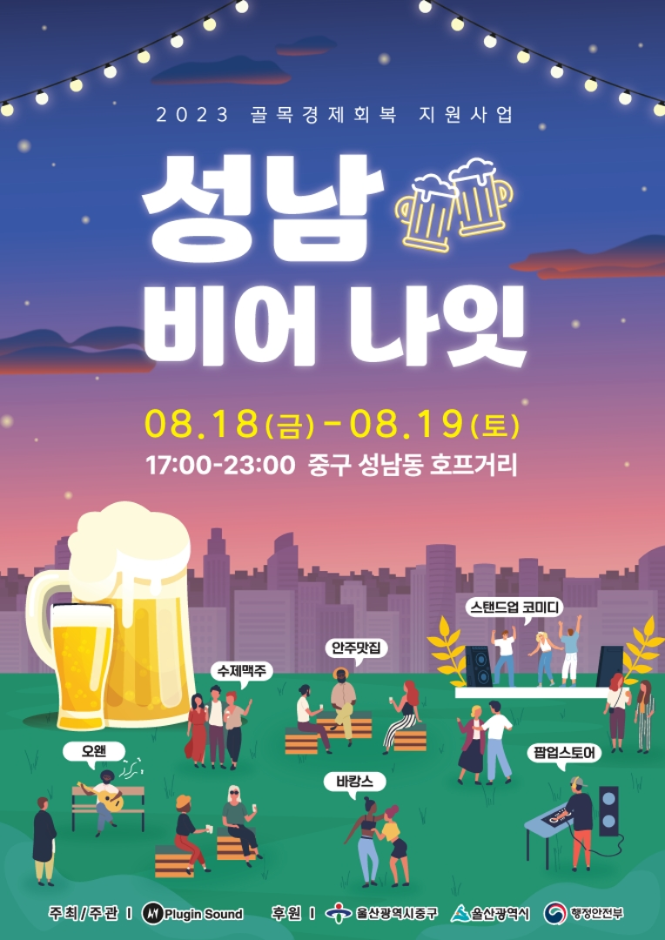 2023 골목경제회복 지원사업
성남
비어 나잇
08.18(금)-08.19(토)
17:00-23:00 중구 성남동 호프거리
스탠드업 코미디
안주맛집
수제맥주
오왠
팝업스토어
바캉스
주최/주관 | Plugin Sound 후원 | 울산광역시중구 울산광역시 행정안전부